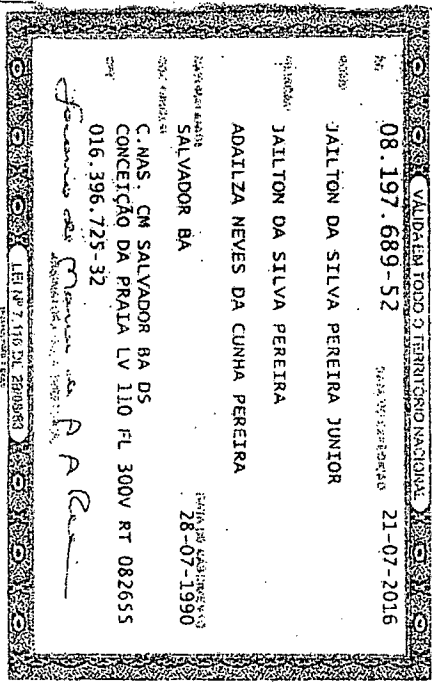 VÁLIDA EM TODO O TERRITÓRIO NACIONAL
08.197.689-52 21-07-2016
JAILTON DA SILVA PEREIRA JUNIOR
JAILTON DA SILVA PEREIRA
ADAILZA NEVES DA CUNHA PEREIRA
SALVADOR BA 28-07-1990
C.NAS. CM SALVADOR BA DS
CONCEIÇÃO DA PRAIA LV 110 FL 300V RT 082655
016.396.725-32
LEI Nº 7.116 DE 29/08/83